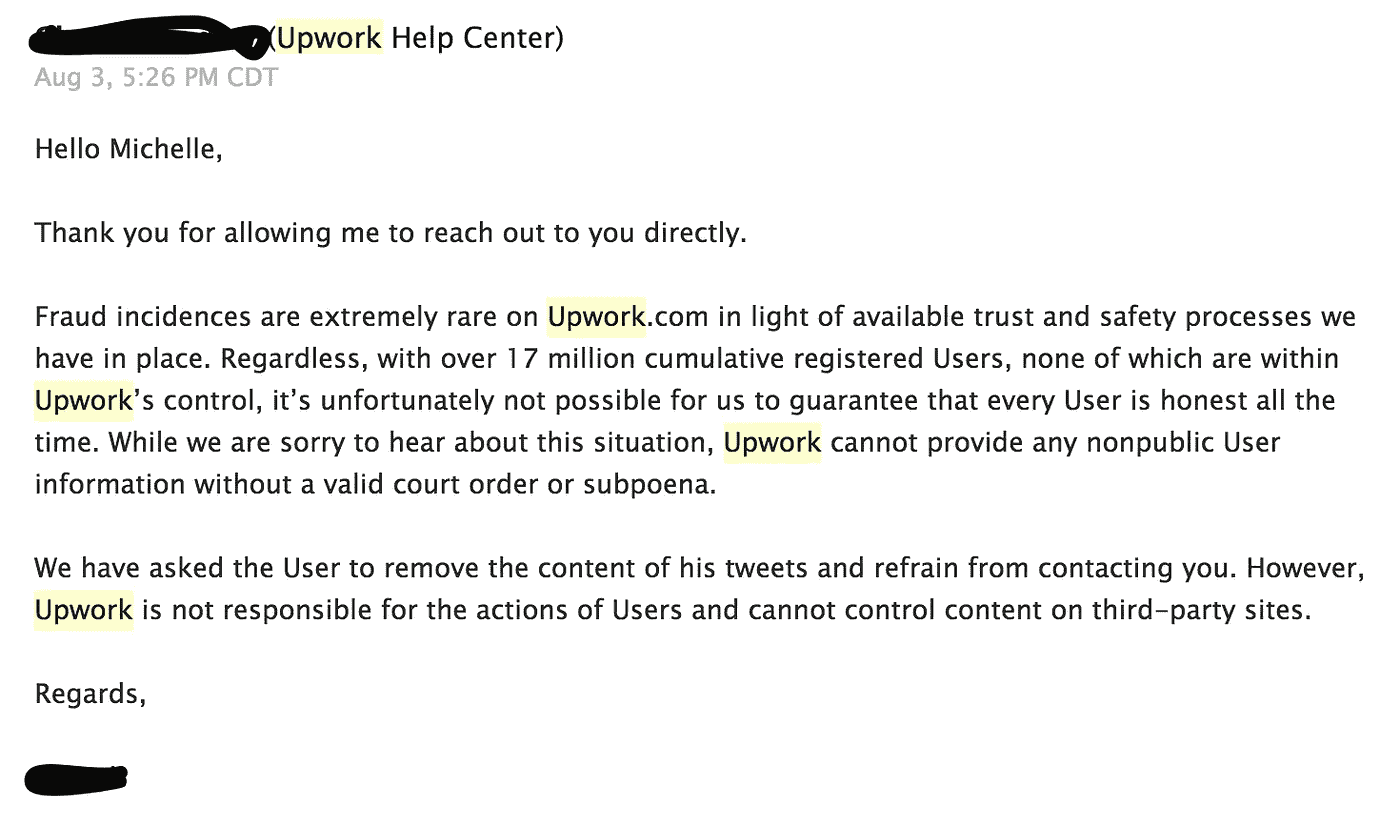 (Upwork Help Center)
Aug 3, 5:26 PM CDT
Hello Michelle,
Thank you for allowing me to reach out to you directly.
Fraud incidences are extremely rare on Upwork.com in light of available trust and safety processes we
have in place. Regardless, with over 17 million cumulative registered Users, none of which are within
Upwork’s control, it’s unfortunately not possible for us to guarantee that every User is honest all the
time. While we are sorry to hear about this situation, Upwork cannot provide any nonpublic User
information without a valid court order or subpoena.
We have asked the User to remove the content of his tweets and refrain from contacting you. However,
Upwork is not responsible for the actions of Users and cannot control content on third-party sites.
Regards,